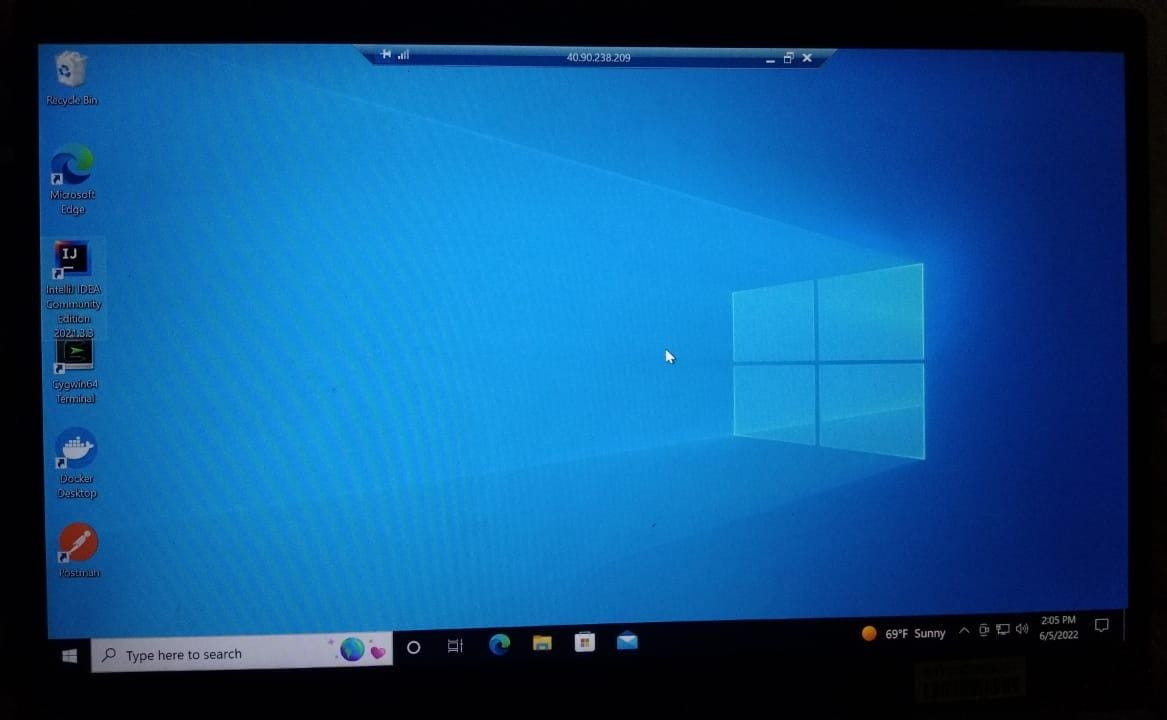 40.90.238.209
Recycle Bin
Microsoft
Edge
IJ
IntelliJ IDEA
Community
Edition
2021.3.3
Cygwin64
Terminal
Docker
Desktop
Postman
Type here to search
69°F Sunny
2:05 PM
6/5/2022